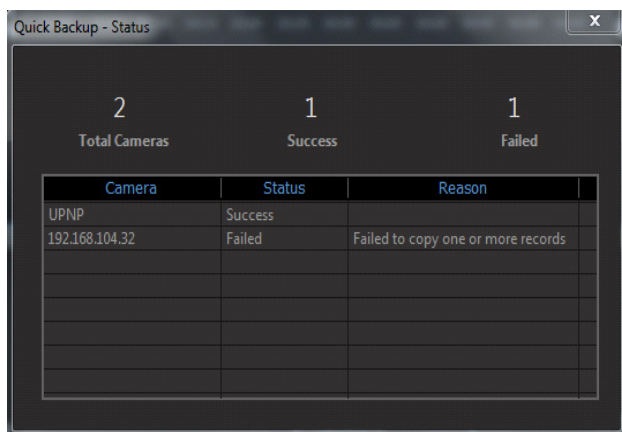 Quick Backup - Status
X
2 1 1
Total Cameras Success Failed
Camera Status Reason
UPNP Success
192.168.104.32 Failed Failed to copy one or more records